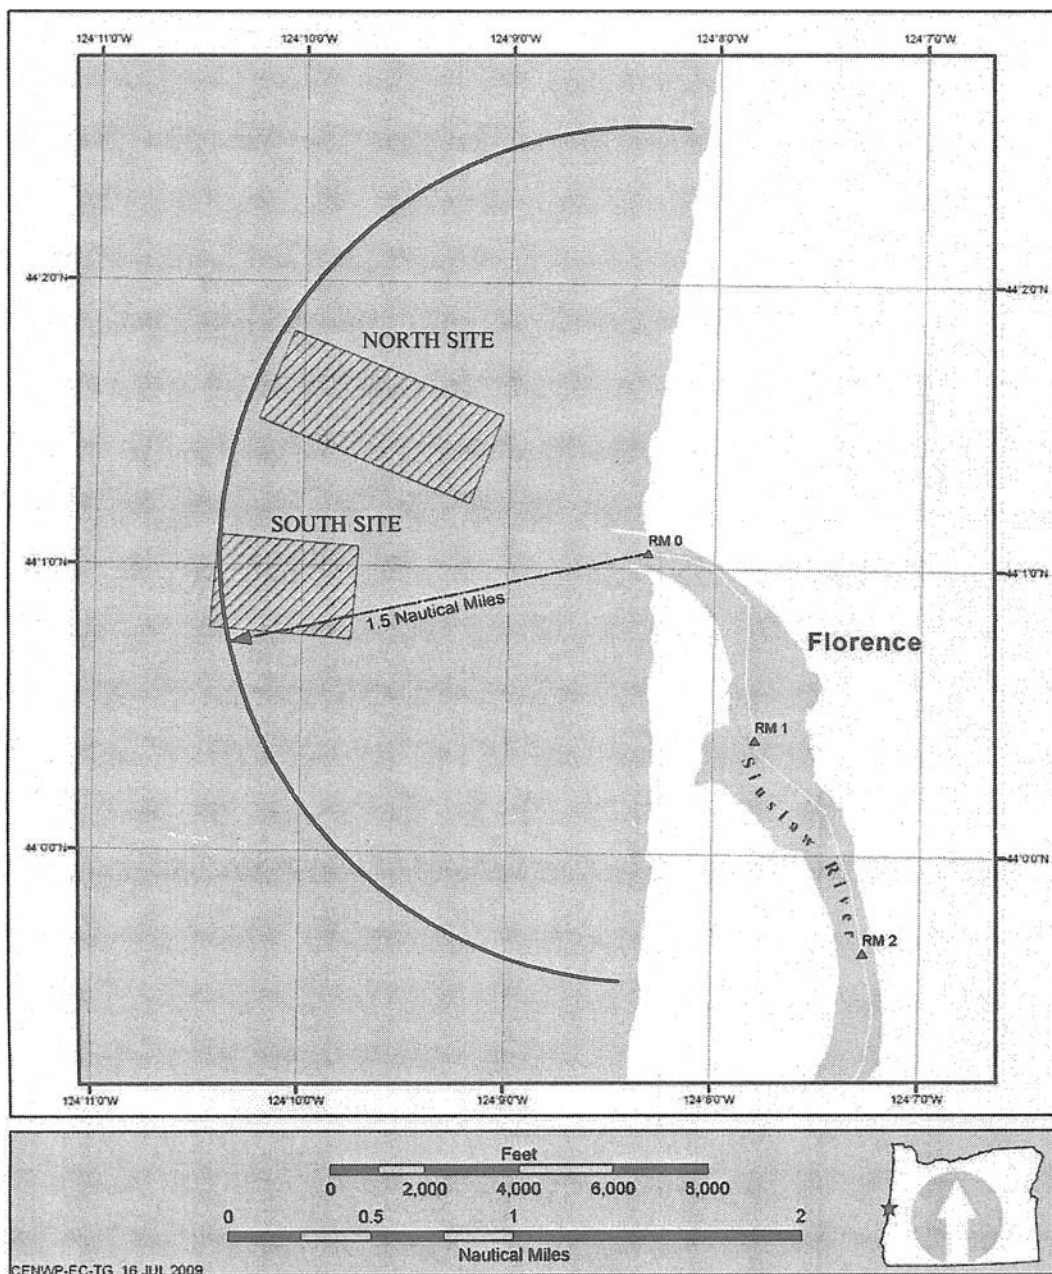 124°11'0"W 124°10'0"W 124°9'0"W 124°8'0"W 124°7'0"W
44°2'0"N 44°2'0"N
NORTH SITE
SOUTH SITE
RM 0
44°1'0"N 44°1'0"N
1.5 Nautical Miles
Florence
RM 1
Siuslaw River
44°0'0"N 44°0'0"N
RM 2
124°11'0"W 124°10'0"W 124°9'0"W 124°8'0"W 124°7'0"W
Feet
0 2,000 4,000 6,000 8,000
0 0.5 1 2
Nautical Miles
CENWP-EC-TG 16 JUL 2009